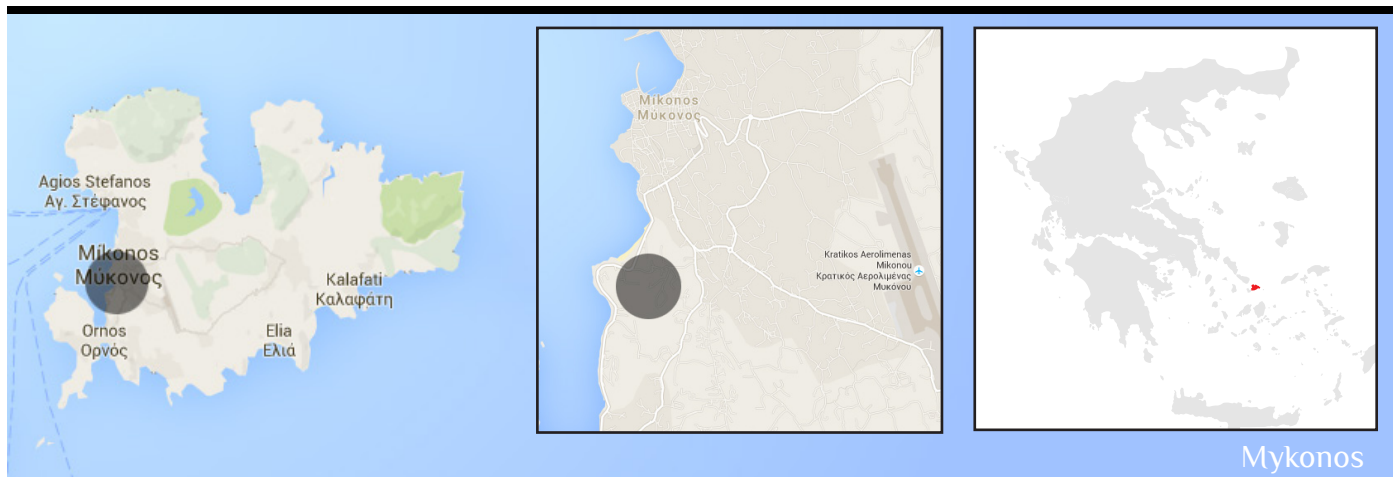 Agios Stefanos
Αγ. Στέφανος
Mikonos
Μύκονος
Ornos
Ορνός
Elia
Ελιά
Kalafati
Καλαφάτη
Mikonos
Μύκονος
Kratikos Aerolimenas
Mikonou
Κρατικός Αερολιμένας
Μυκόνου
Mykonos